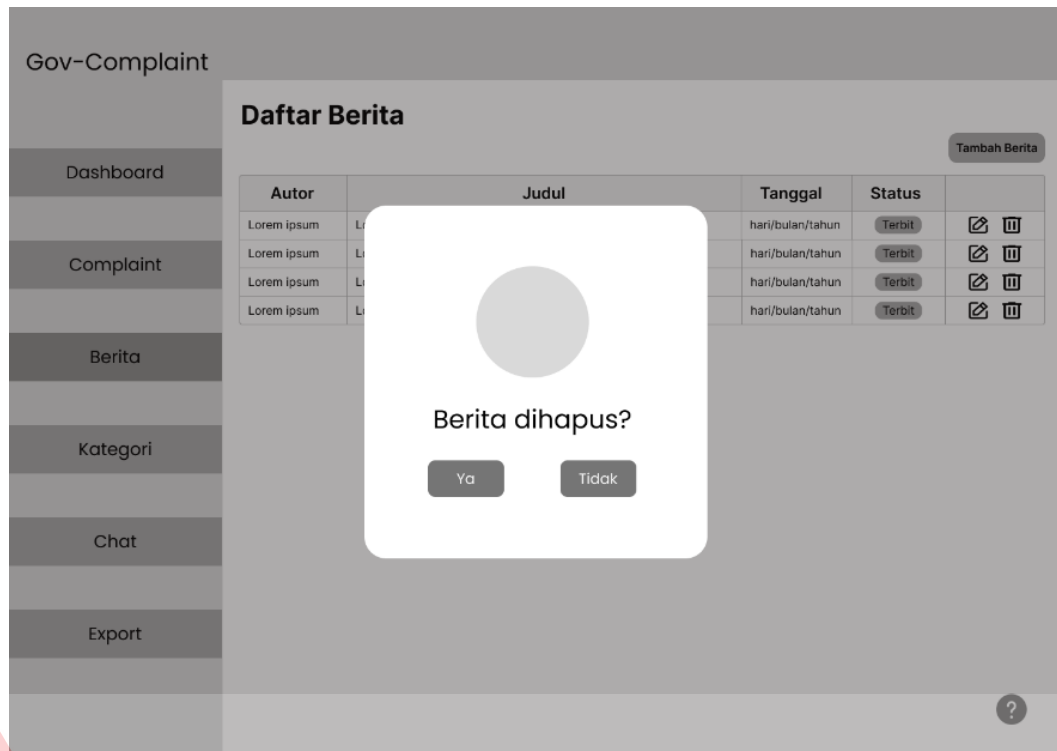 Gov-Complaint
Daftar Berita
Tambah Berita
Dashboard
Complaint
Berita
Kategori
Chat
Export
Autor Judul Tanggal Status
Lorem ipsum hari/bulan/tahun Terbit
Lorem ipsum hari/bulan/tahun Terbit
Lorem ipsum hari/bulan/tahun Terbit
Lorem ipsum hari/bulan/tahun Terbit
Berita dihapus?
Ya Tidak
?